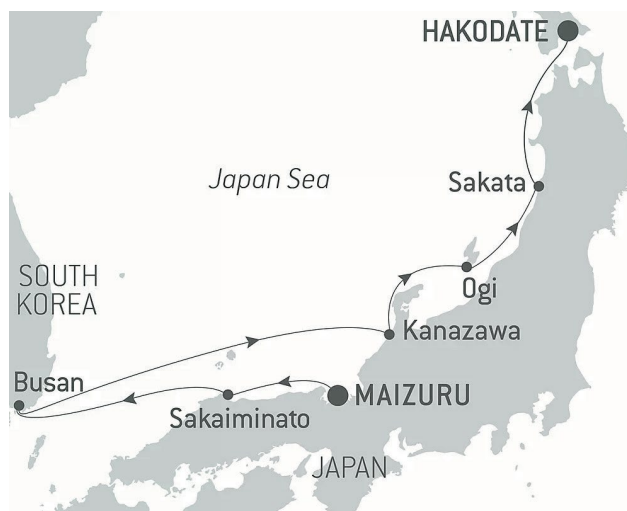 HAKODATE
Japan Sea
Sakata
SOUTH
KOREA
Ogi
Kanazawa
Busan
MAIZURU
Sakaiminato
JAPAN